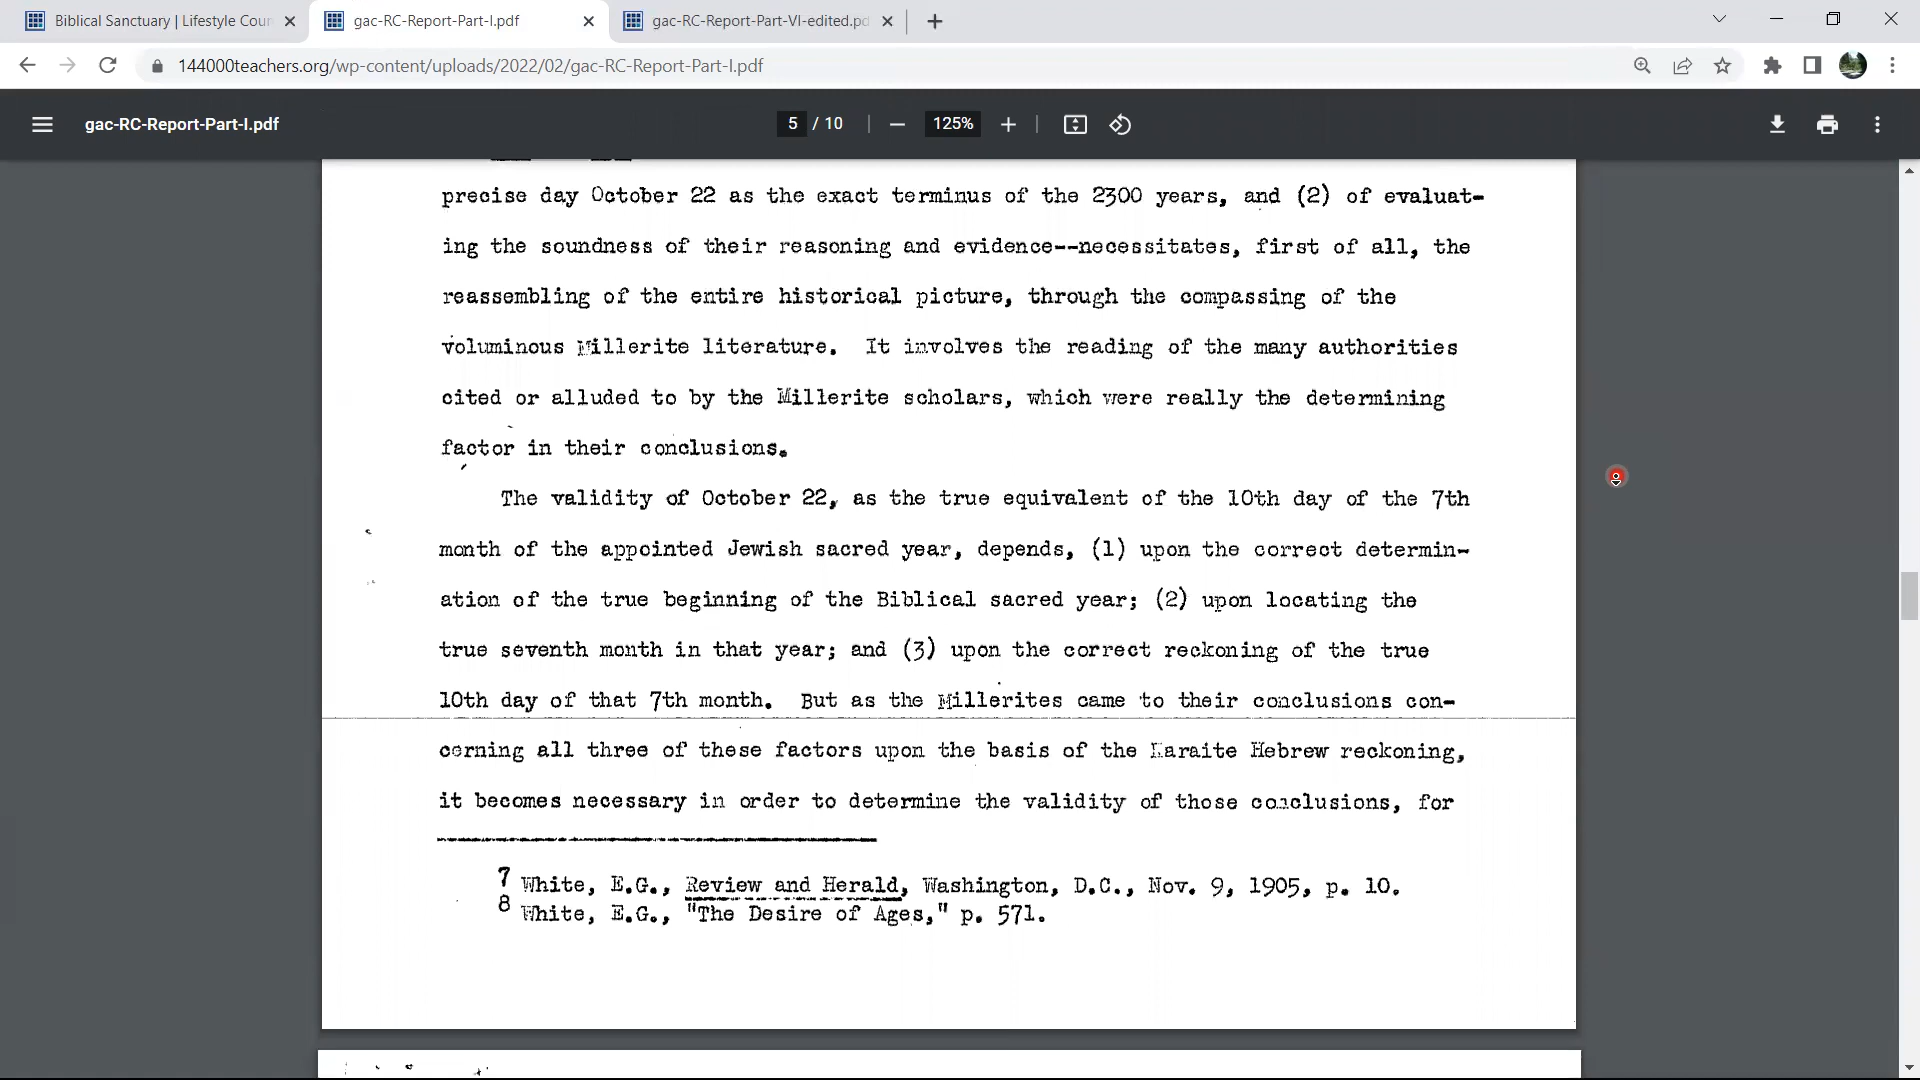 Biblical Sanctuary | Lifestyle Cour
gac-RC-Report-Part-I.pdf
gac-RC-Report-Part-VI-edited.pd
144000teachers.org/wp-content/uploads/2022/02/gac-RC-Report-Part-I.pdf
gac-RC-Report-Part-I.pdf
5 / 10
125%
precise day October 22 as the exact terminus of the 2300 years, and (2) of evaluat-
ing the soundness of their reasoning and evidence--necessitates, first of all, the
reassembling of the entire historical picture, through the compassing of the
voluminous Millerite literature. It involves the reading of the many authorities
cited or alluded to by the Millerite scholars, which were really the determining
factor in their conclusions.
The validity of October 22, as the true equivalent of the 10th day of the 7th
month of the appointed Jewish sacred year, depends, (1) upon the correct determin-
ation of the true beginning of the Biblical sacred year; (2) upon locating the
true seventh month in that year; and (3) upon the correct reckoning of the true
10th day of that 7th month. But as the Millerites came to their conclusions con-
cerning all three of these factors upon the basis of the Karaite Hebrew reckoning,
it becomes necessary in order to determine the validity of those conclusions, for
7 White, E.G., Review and Herald, Washington, D.C., Nov. 9, 1905, p. 10.
8 White, E.G., "The Desire of Ages," p. 571.